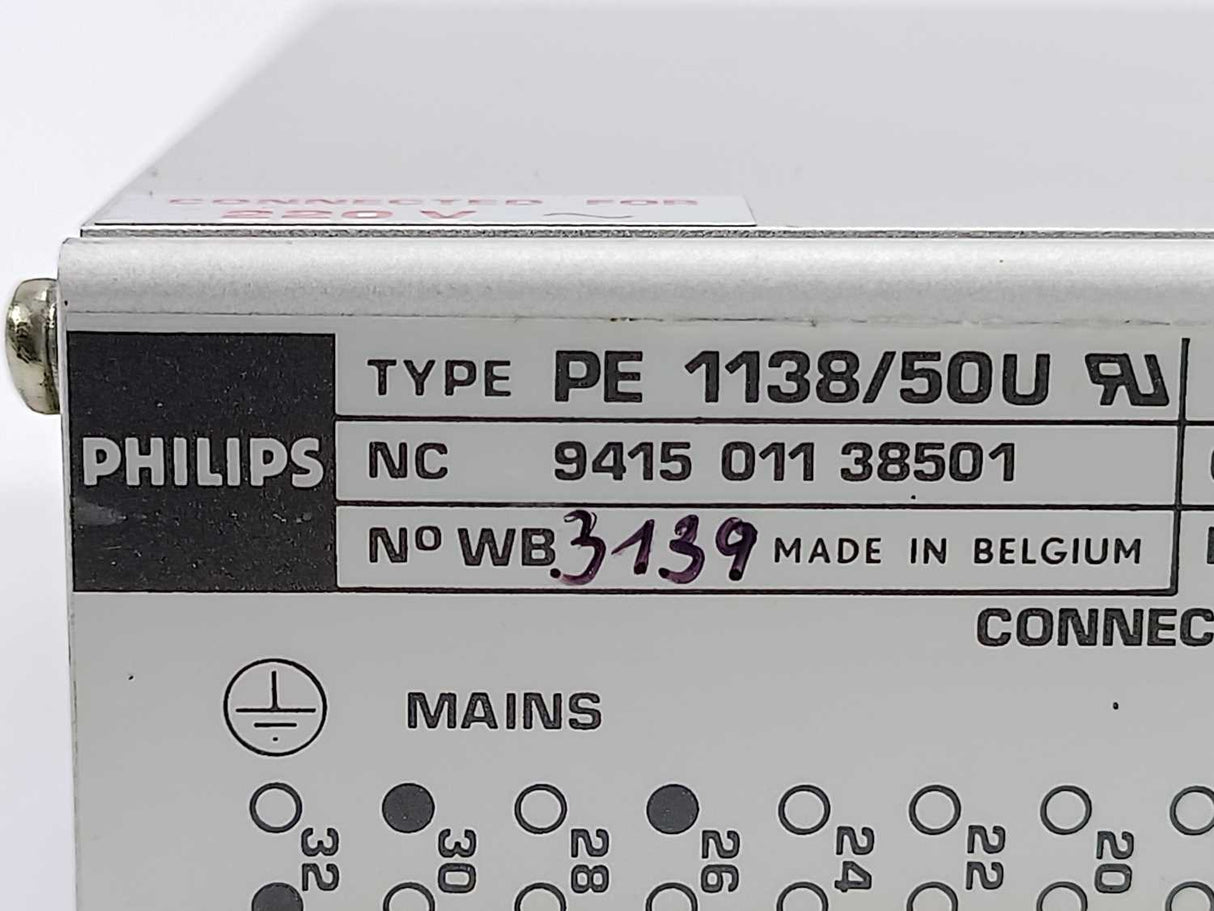 CONNECTED FOR
220 V ~
PHILIPS
TYPE PE 1138/50U RU
NC 9415 011 38501
Nº WB 3139 MADE IN BELGIUM
CONNEC
MAINS
32 30 28 26 24 22 20